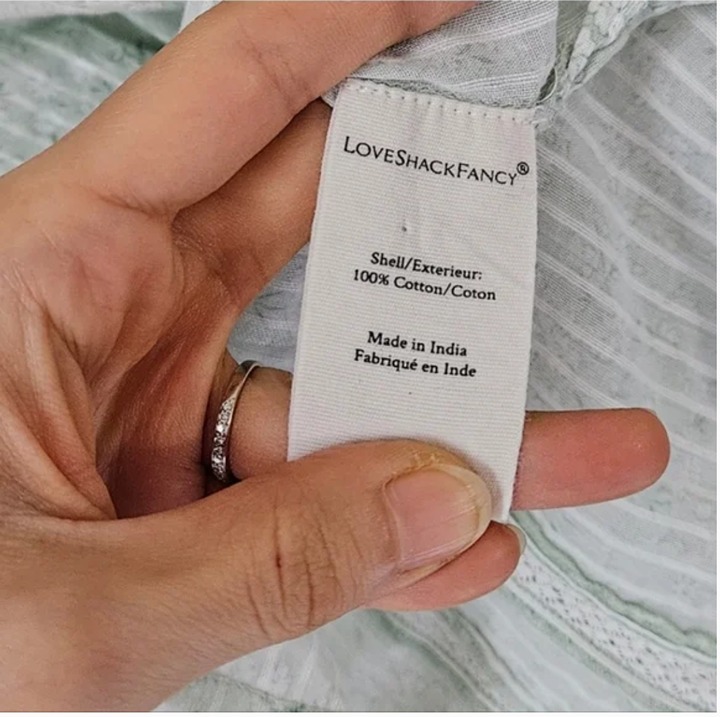 LOVESHACKFANCY®
Shell/Exterieur:
100% Cotton/Coton
Made in India
Fabriqué en Inde